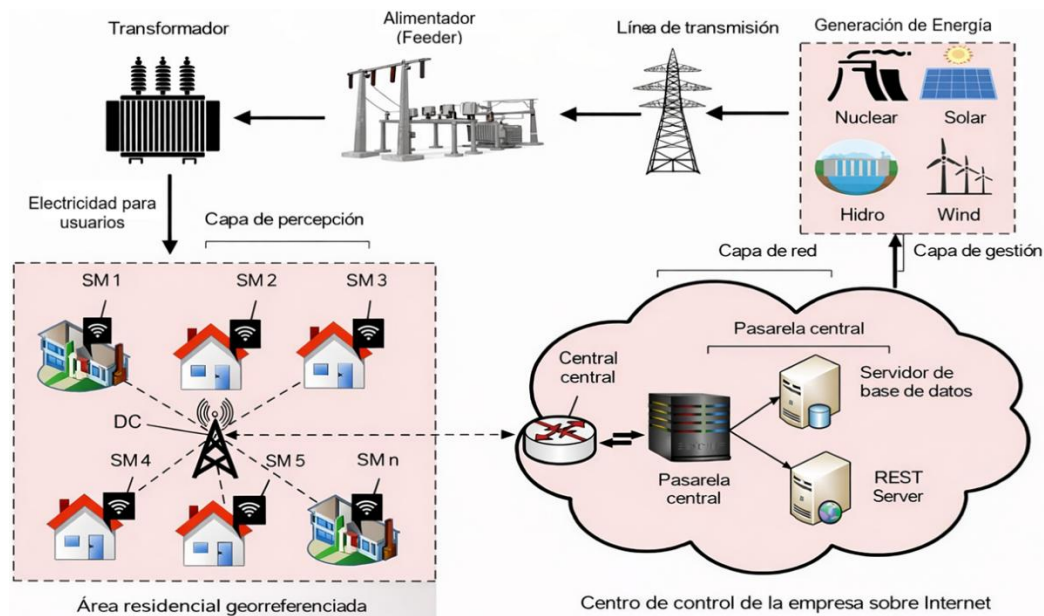 Transformador
Alimentador
(Feeder)
Línea de transmisión
Generación de Energía
Nuclear
Solar
Hidro
Wind
Electricidad para
usuarios
Capa de percepción
Capa de red
Capa de gestión
SM 1
SM 2
SM 3
DC
SM 4
SM 5
SM n
Central
central
Pasarela central
Servidor de
base de datos
Pasarela
central
REST
Server
Área residencial georreferenciada
Centro de control de la empresa sobre Internet